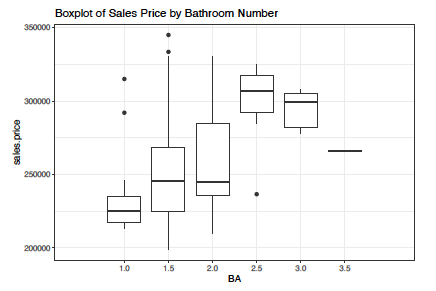 Boxplot of Sales Price by Bathroom Number
350000
300000
250000
200000
sales.price
1.0 1.5 2.0 2.5 3.0 3.5
BA